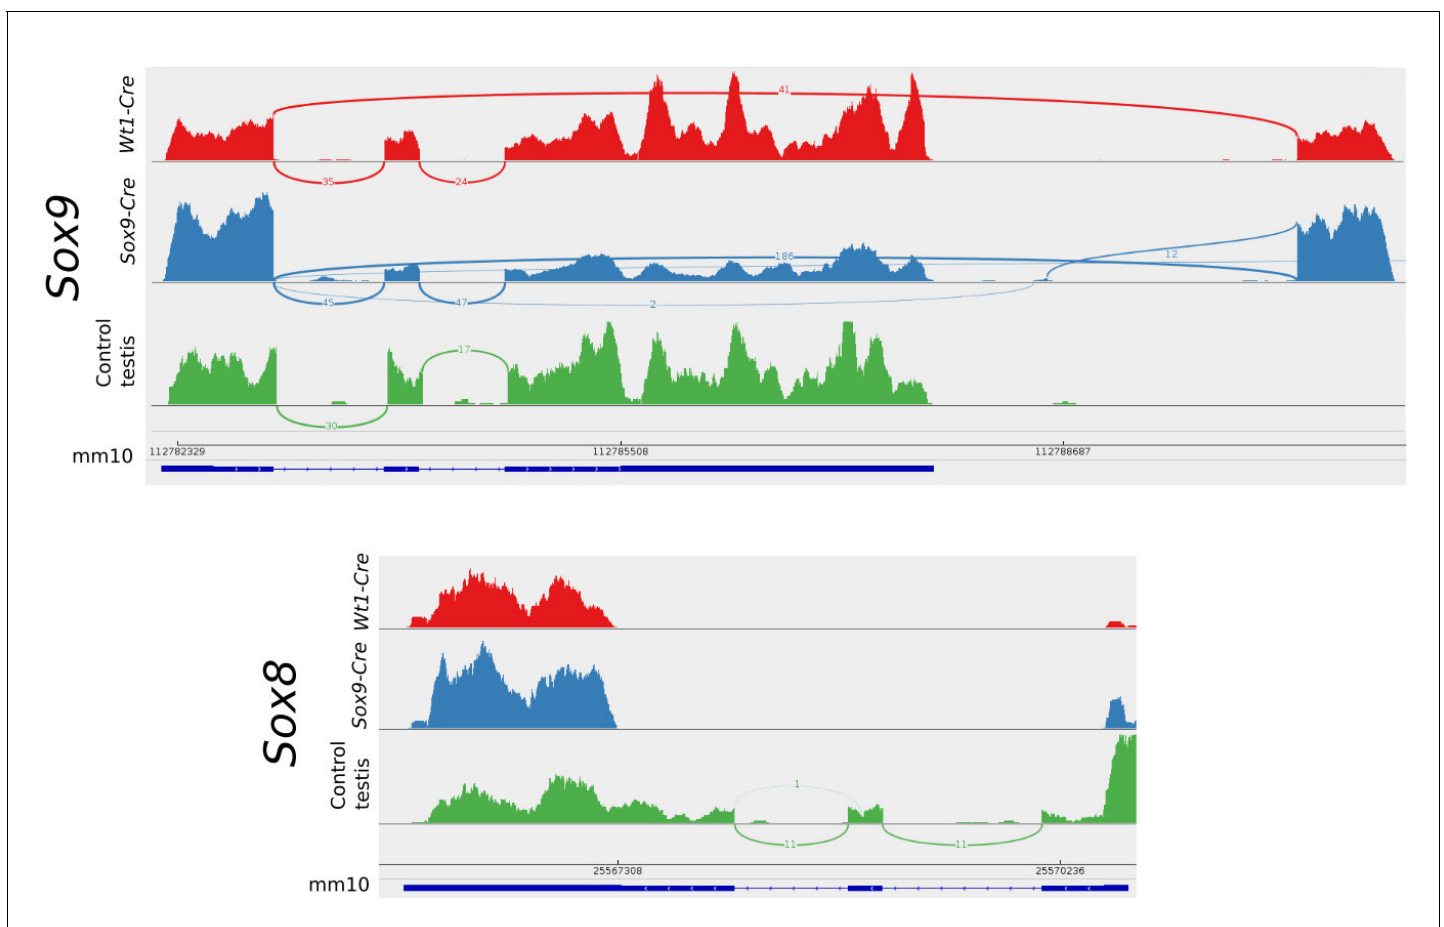 Sox9
Wt1-Cre
41
35
24
Sox9-Cre
186
12
45
47
2
Control
testis
17
30
112782329
112785508
112788687
mm10
Sox8
Wt1-Cre
Sox9-Cre
Control
testis
1
11
11
25567308
25570236
mm10